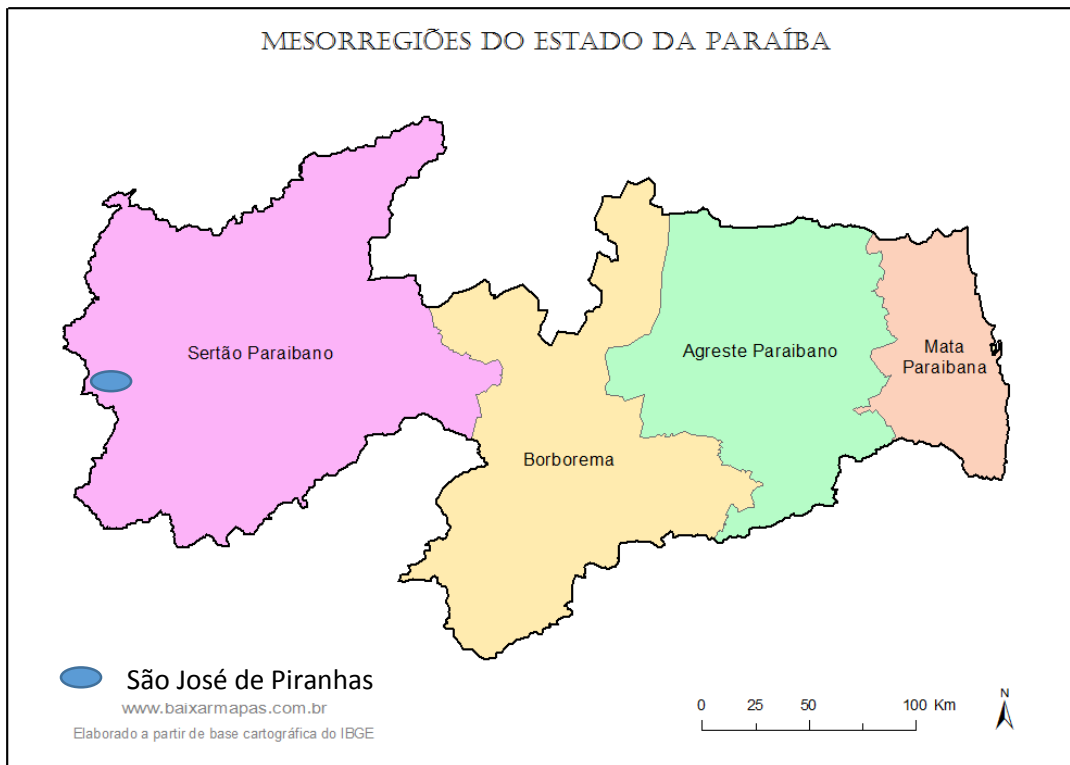 MESORREGIÕES DO ESTADO DA PARAÍBA
Sertão Paraibano
Agreste Paraibano
Mata
Paraibana
Borborema
São José de Piranhas
www.baixarmapas.com.br
Elaborado a partir de base cartográfica do IBGE
0 25 50 100 Km
N